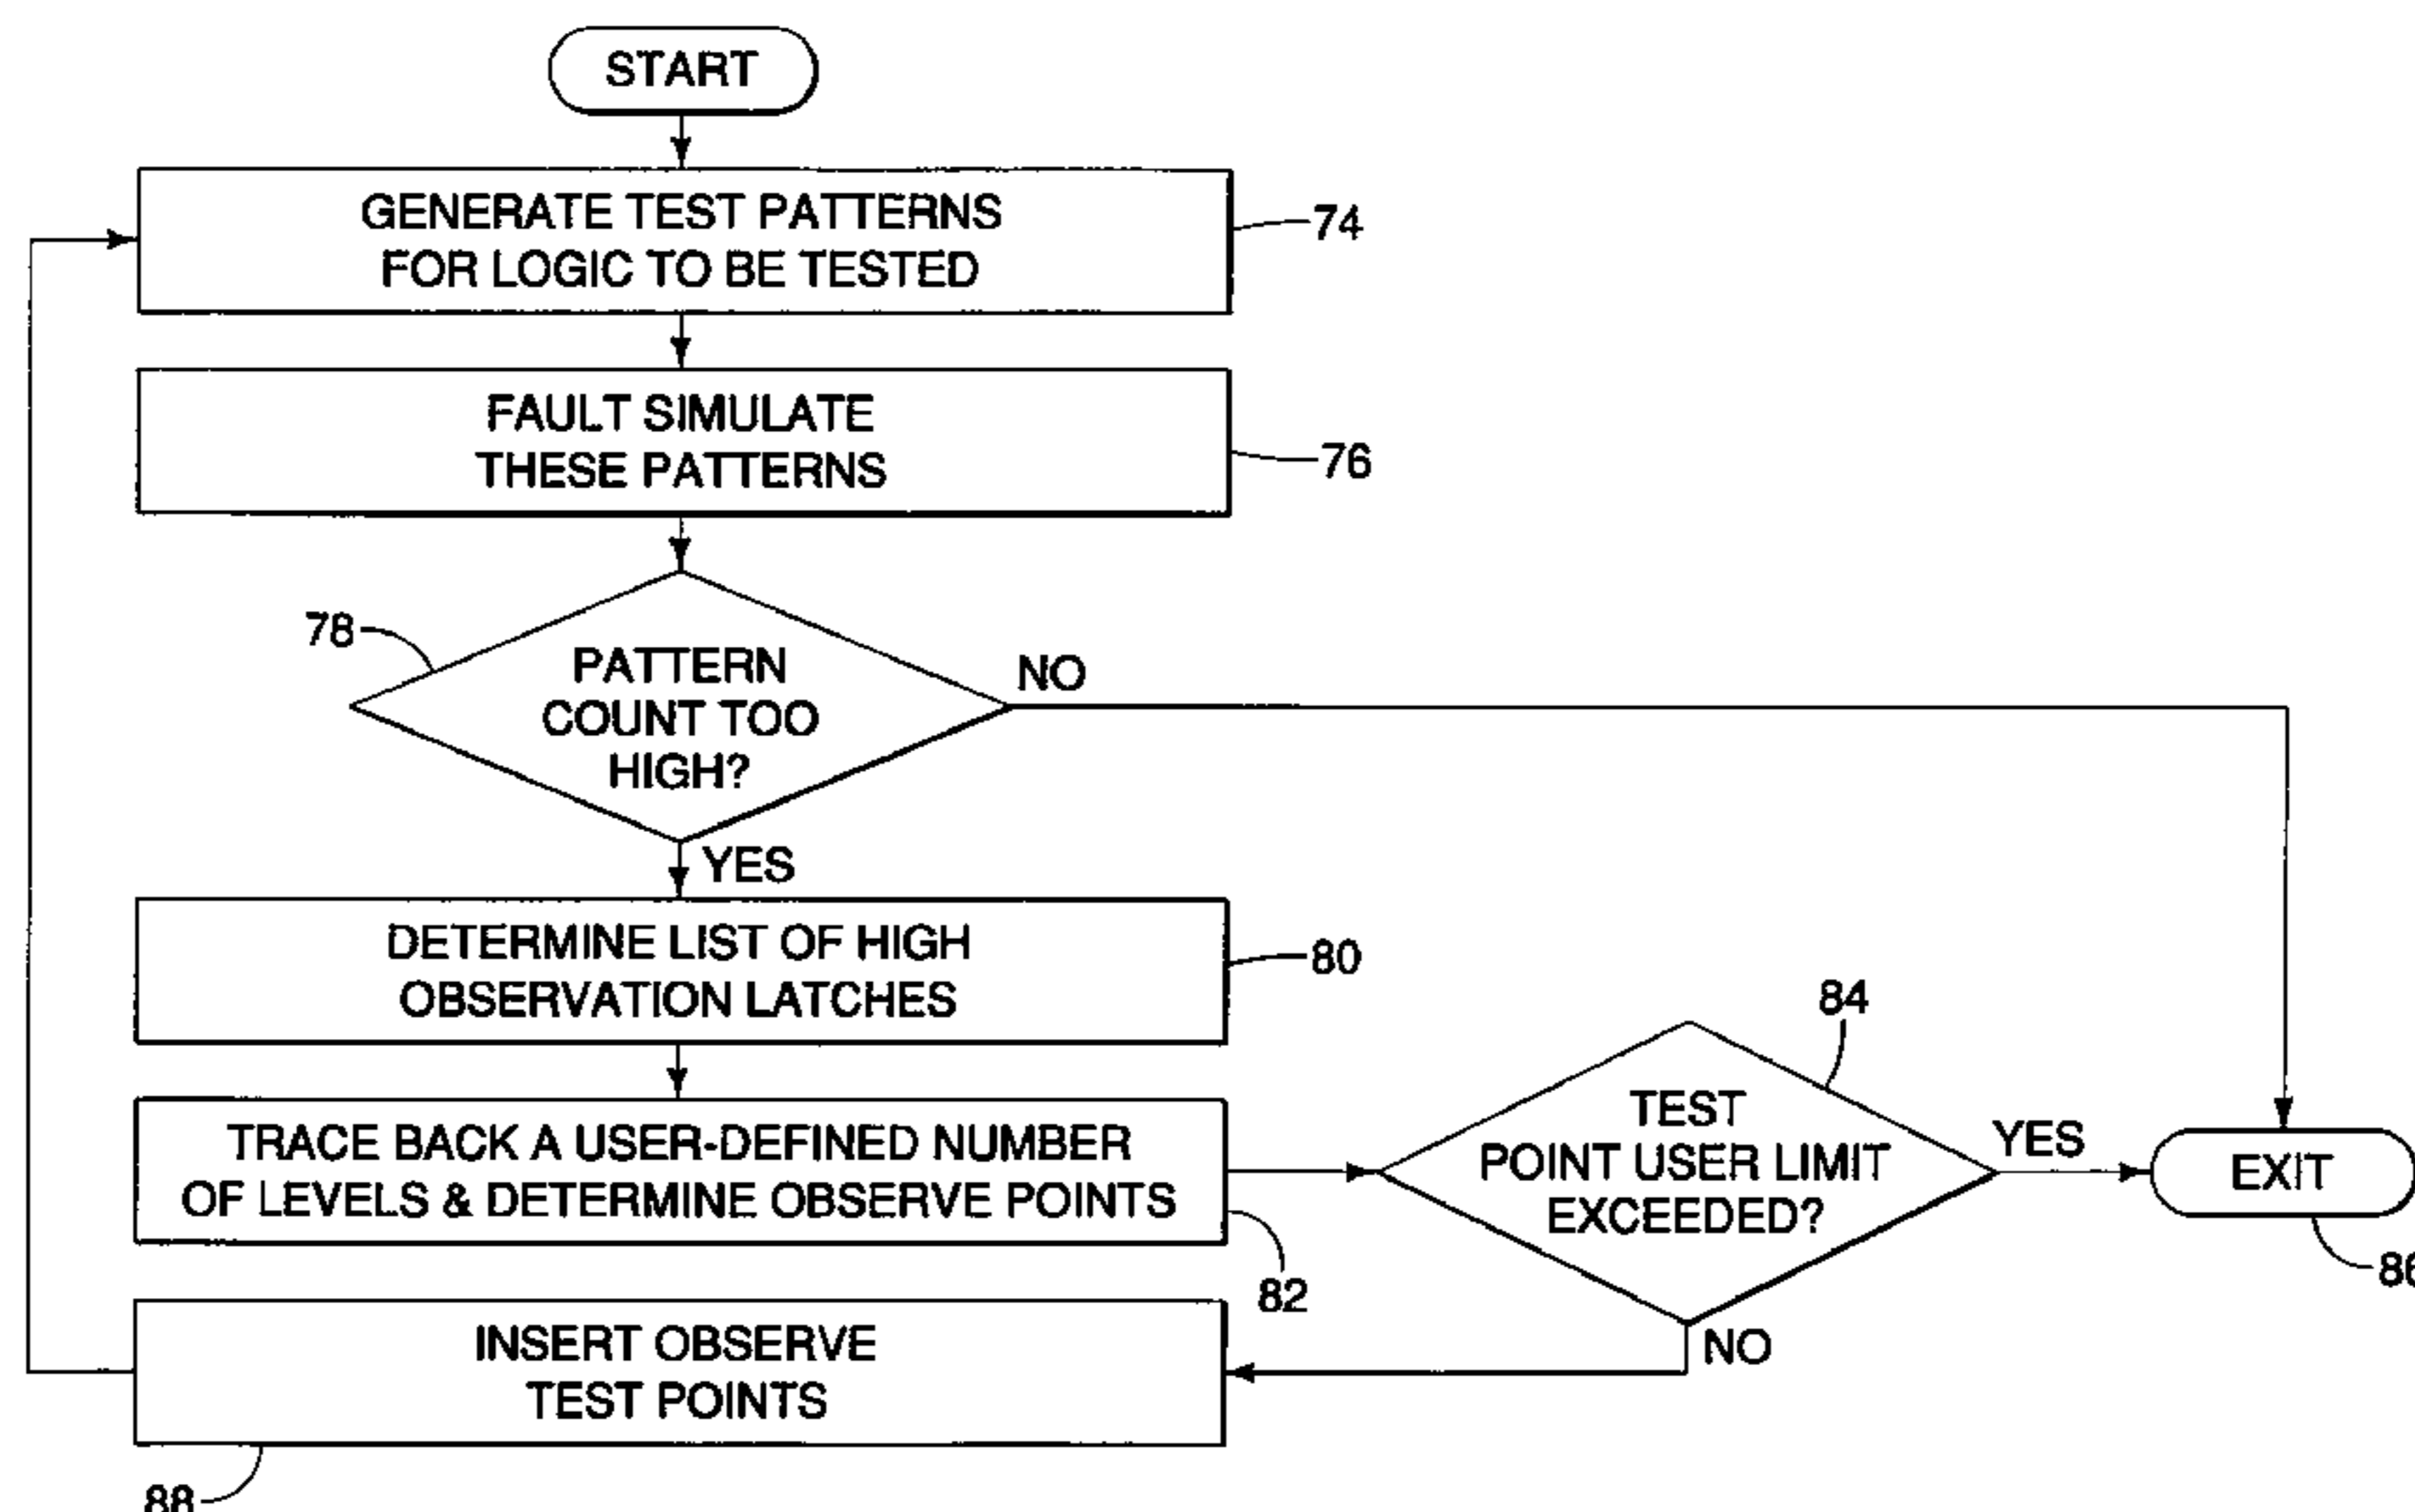 START
GENERATE TEST PATTERNS
FOR LOGIC TO BE TESTED
74
FAULT SIMULATE
THESE PATTERNS
76
78
PATTERN
COUNT TOO
HIGH?
NO
YES
DETERMINE LIST OF HIGH
OBSERVATION LATCHES
80
TRACE BACK A USER-DEFINED NUMBER
OF LEVELS & DETERMINE OBSERVE POINTS
82
84
TEST
POINT USER LIMIT
EXCEEDED?
YES
EXIT
86
NO
INSERT OBSERVE
TEST POINTS
88